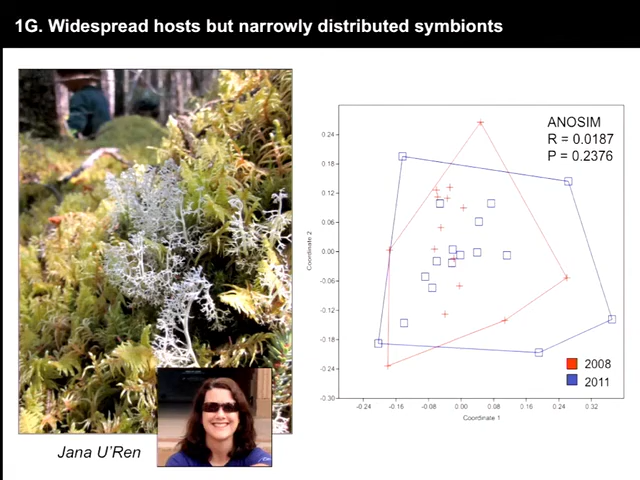 1G. Widespread hosts but narrowly distributed symbionts
ANOSIM
R = 0.0187
P = 0.2376
0.24
0.18
0.12
0.06
0.00
-0.06
-0.12
-0.18
-0.24
-0.30
Coordinate 2
-0.24
-0.16
-0.08
0.00
0.08
0.16
0.24
0.32
Coordinate 1
2008
2011
Jana U'Ren